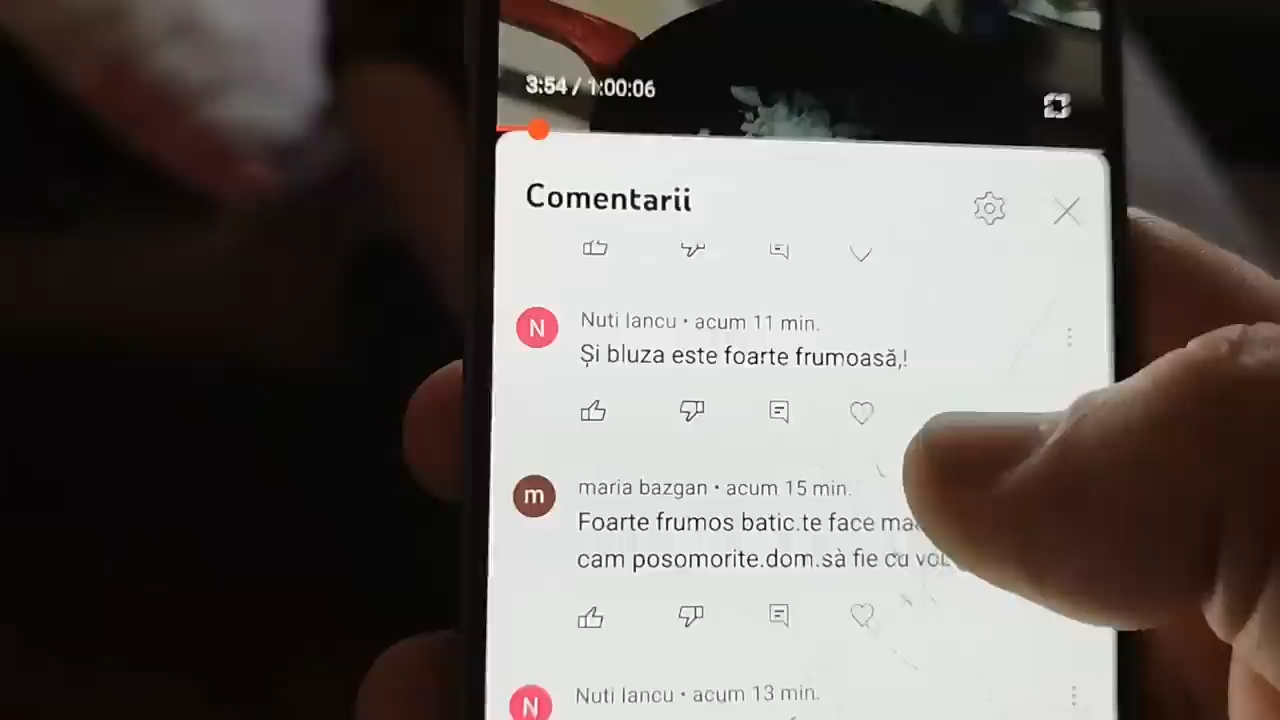 3:54 / 1:00:06
Comentarii
N
Nuti Iancu • acum 11 min.
Și bluza este foarte frumoasă,!
m
maria bazgan • acum 15 min.
Foarte frumos batic.te face
cam posomorite.dom.sà fie cu
N
Nuti Iancu • acum 13 min.